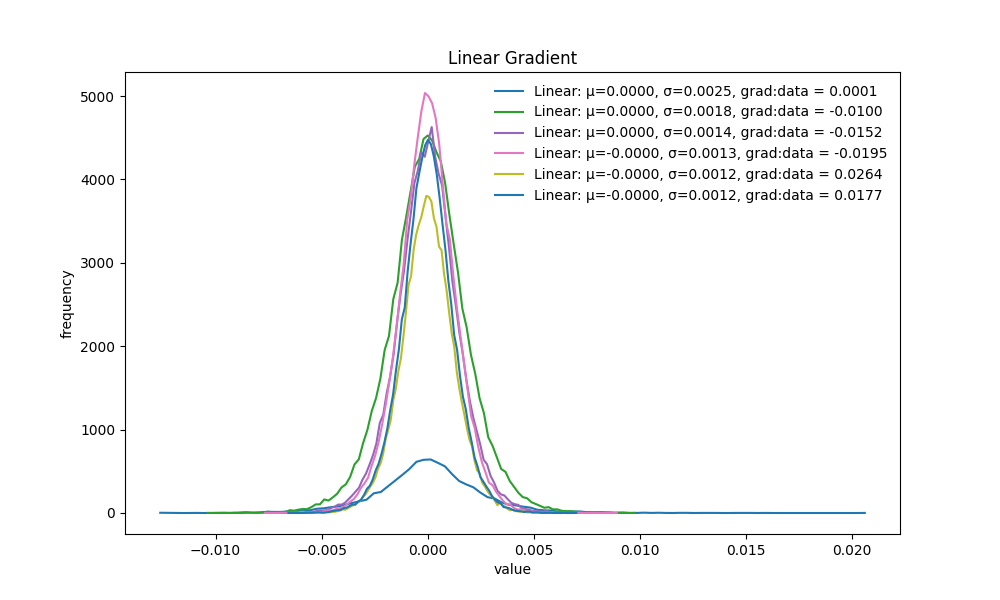 Linear Gradient
Linear: μ=0.0000, σ=0.0025, grad:data = 0.0001
Linear: μ=0.0000, σ=0.0018, grad:data = -0.0100
Linear: μ=0.0000, σ=0.0014, grad:data = -0.0152
Linear: μ=-0.0000, σ=0.0013, grad:data = -0.0195
Linear: μ=-0.0000, σ=0.0012, grad:data = 0.0264
Linear: μ=-0.0000, σ=0.0012, grad:data = 0.0177
5000
4000
3000
2000
1000
0
frequency
−0.010 −0.005 0.000 0.005 0.010 0.015 0.020
value